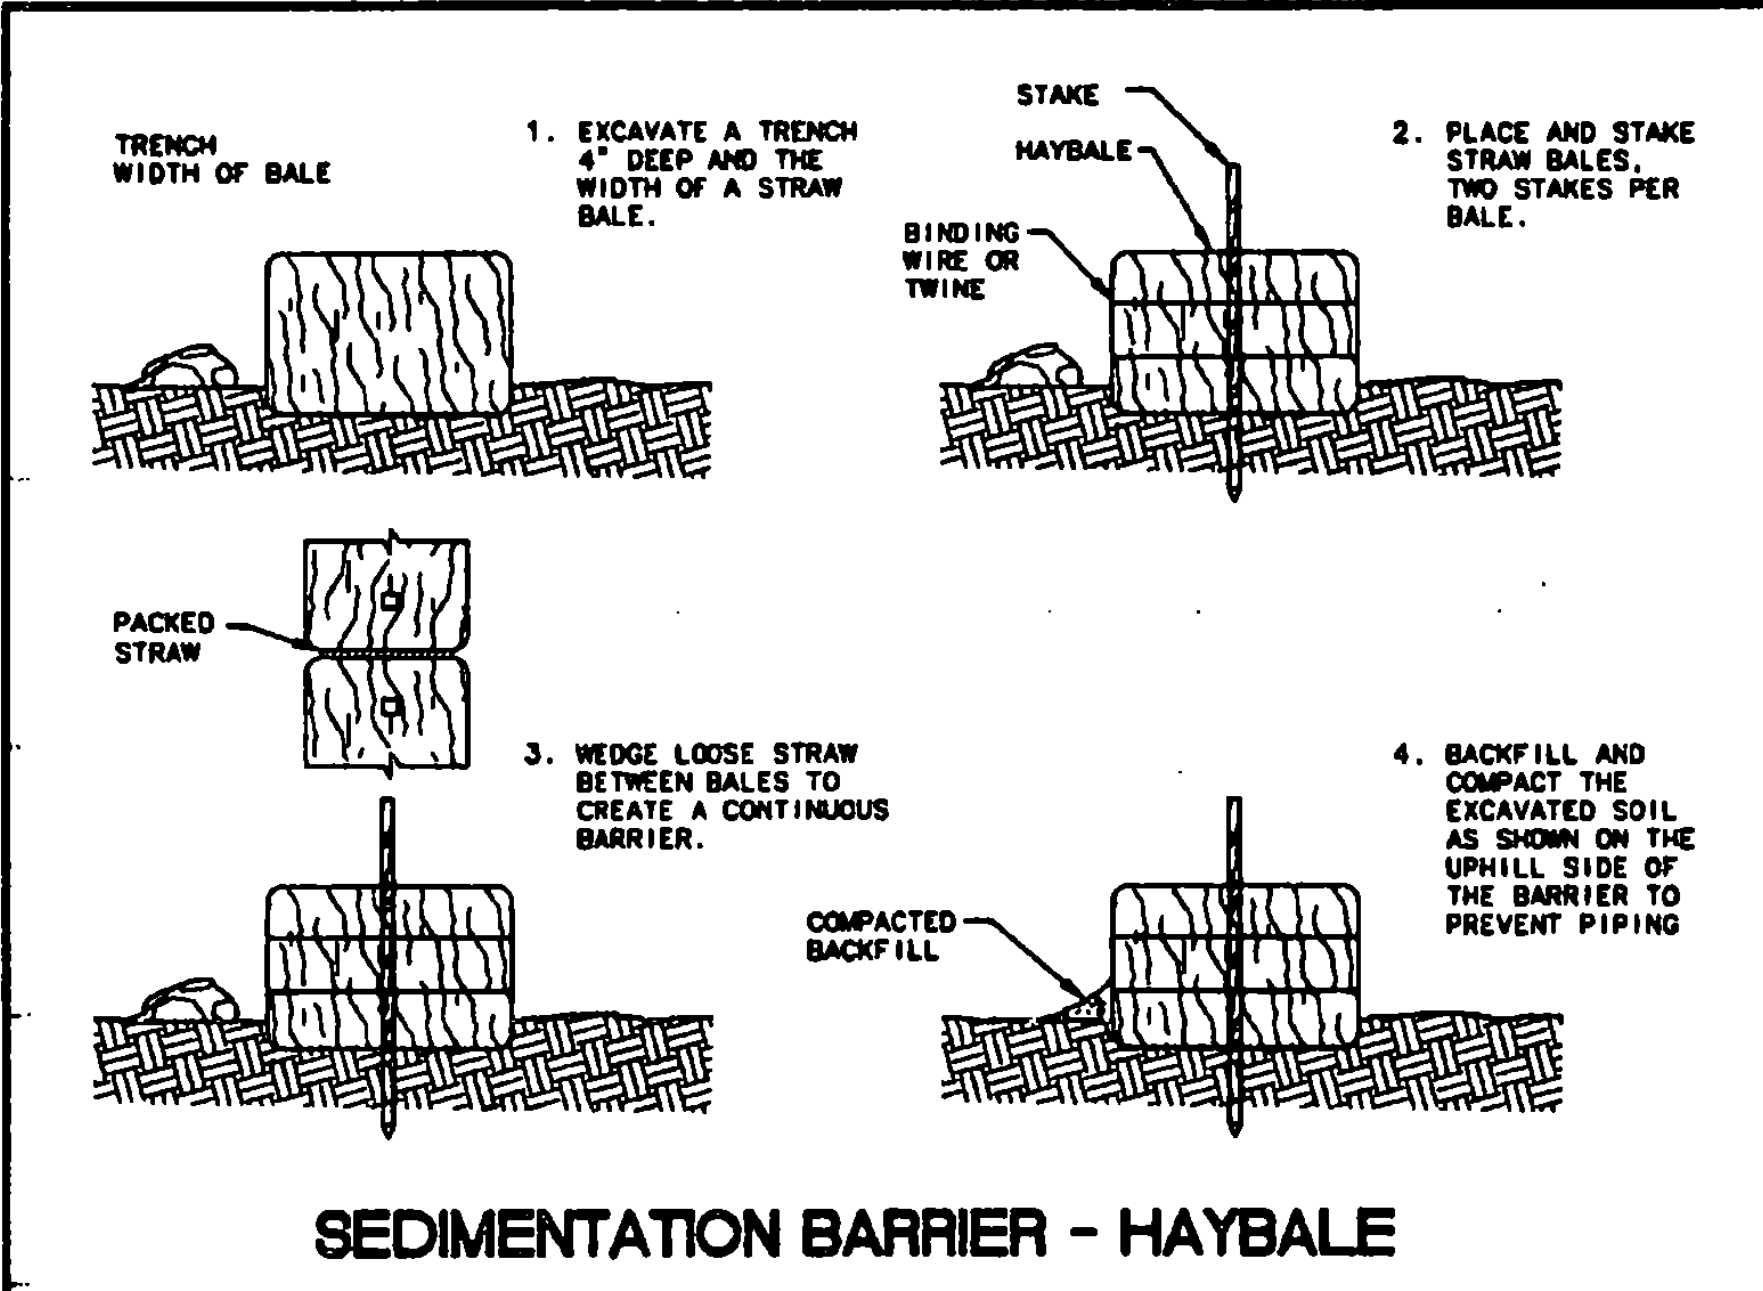 TRENCH
WIDTH OF BALE
1. EXCAVATE A TRENCH
4" DEEP AND THE
WIDTH OF A STRAW
BALE.
STAKE
HAYBALE
BINDING
WIRE OR
TWINE
2. PLACE AND STAKE
STRAW BALES,
TWO STAKES PER
BALE.
PACKED
STRAW
3. WEDGE LOOSE STRAW
BETWEEN BALES TO
CREATE A CONTINUOUS
BARRIER.
COMPACTED
BACKFILL
4. BACKFILL AND
COMPACT THE
EXCAVATED SOIL
AS SHOWN ON THE
UPHILL SIDE OF
THE BARRIER TO
PREVENT PIPING
SEDIMENTATION BARRIER - HAYBALE